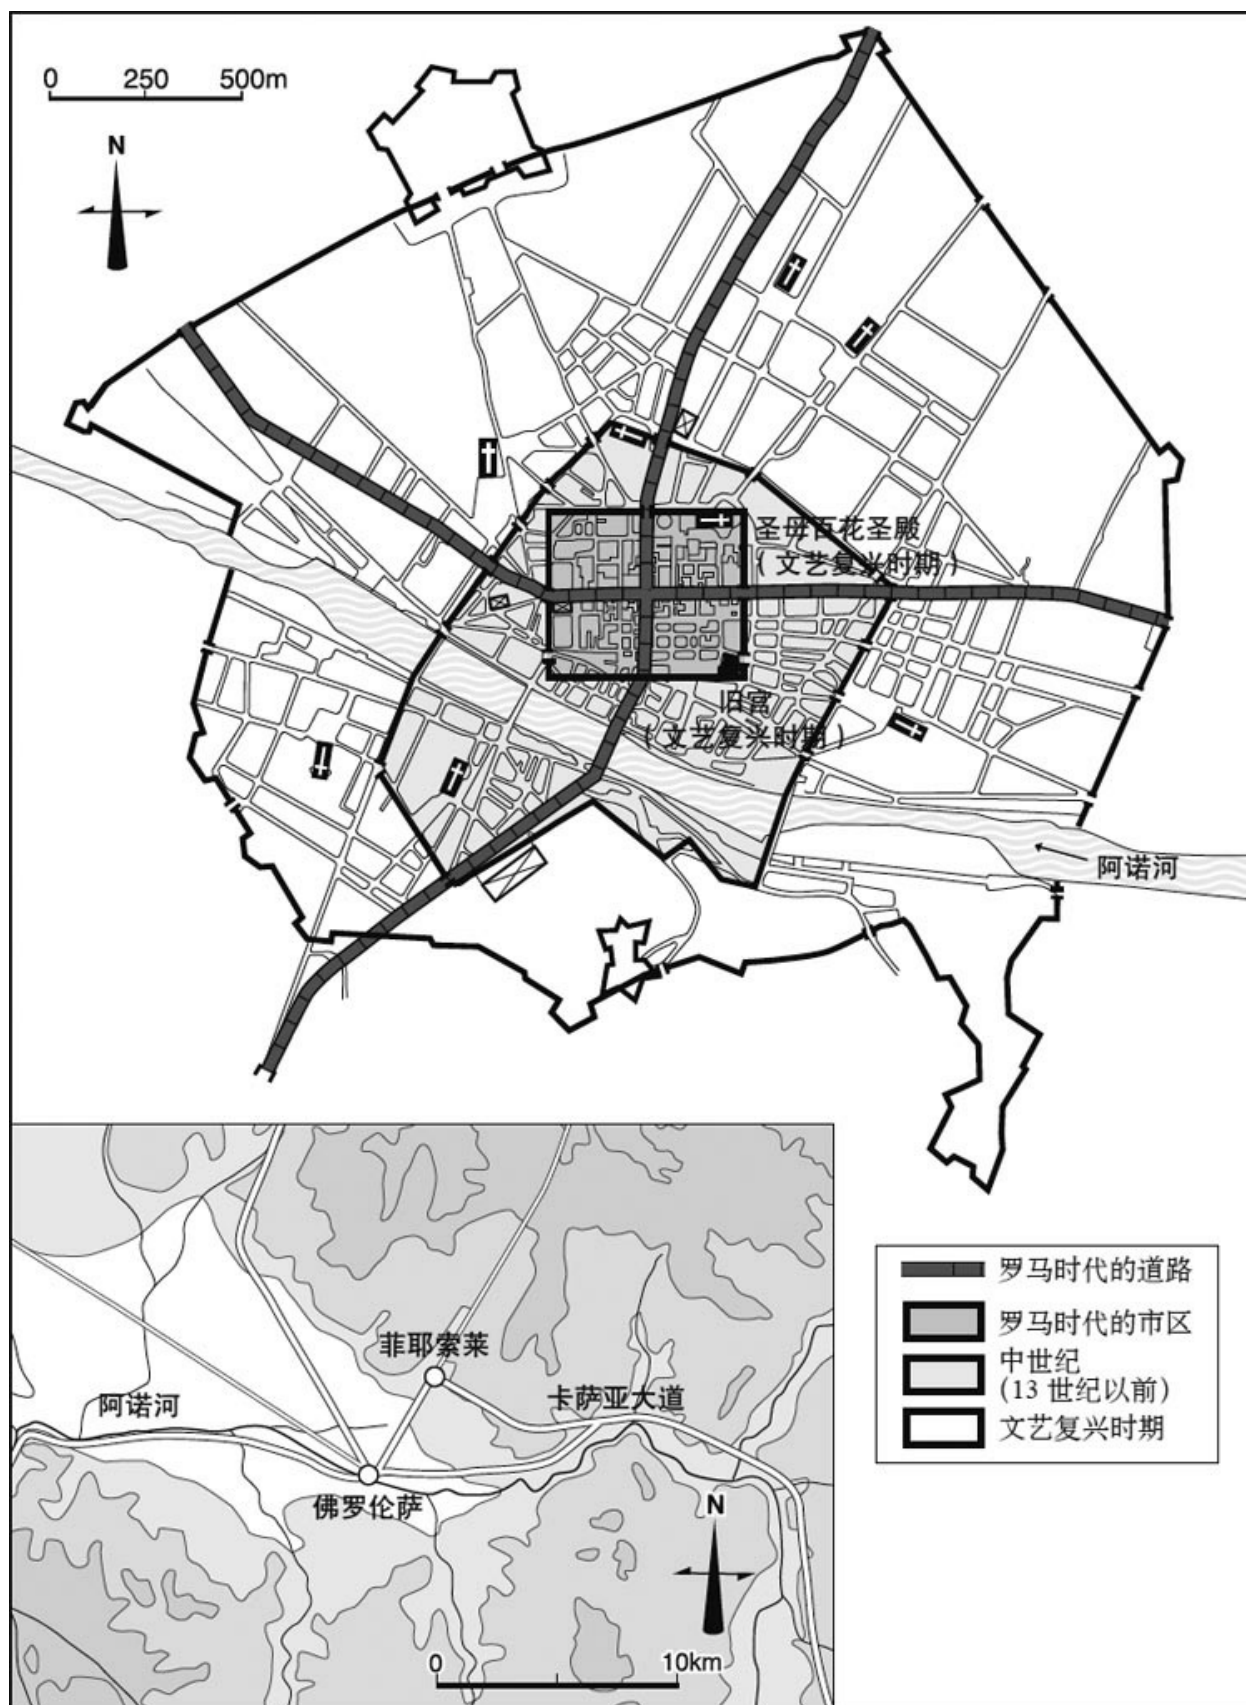 0 250 500m
N
圣母百花圣殿
(文艺复兴时期)
旧宫
(文艺复兴时期)
阿诺河
菲耶索莱
卡萨亚大道
阿诺河
佛罗伦萨
N
0 10km
罗马时代的道路
罗马时代的市区
中世纪
(13 世纪以前)
文艺复兴时期